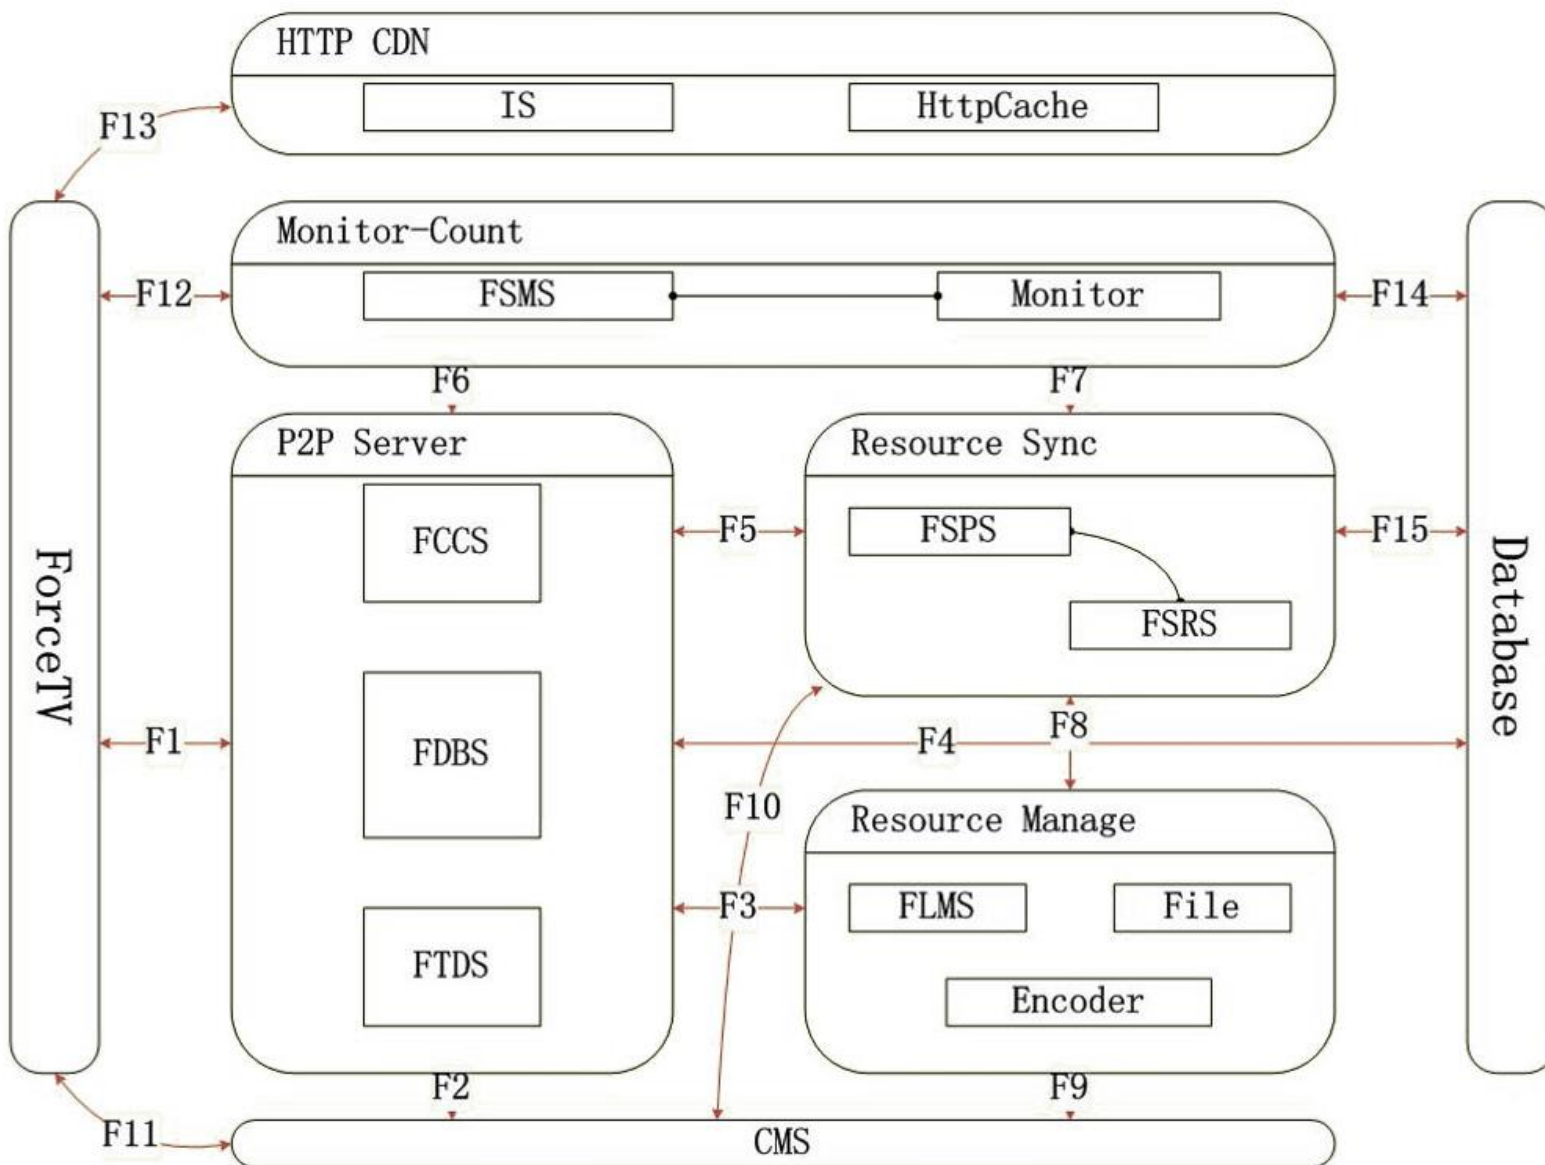 HTTP CDN
IS
HttpCache
F13
Monitor-Count
FSMS
Monitor
F12
F14
F6
F7
P2P Server
Resource Sync
FCCS
F5
FSPS
F15
FSRS
ForceTV
Database
F1
FDBS
F4
F8
F10
Resource Manage
F3
FLMS
File
FTDS
Encoder
F2
F9
F11
CMS